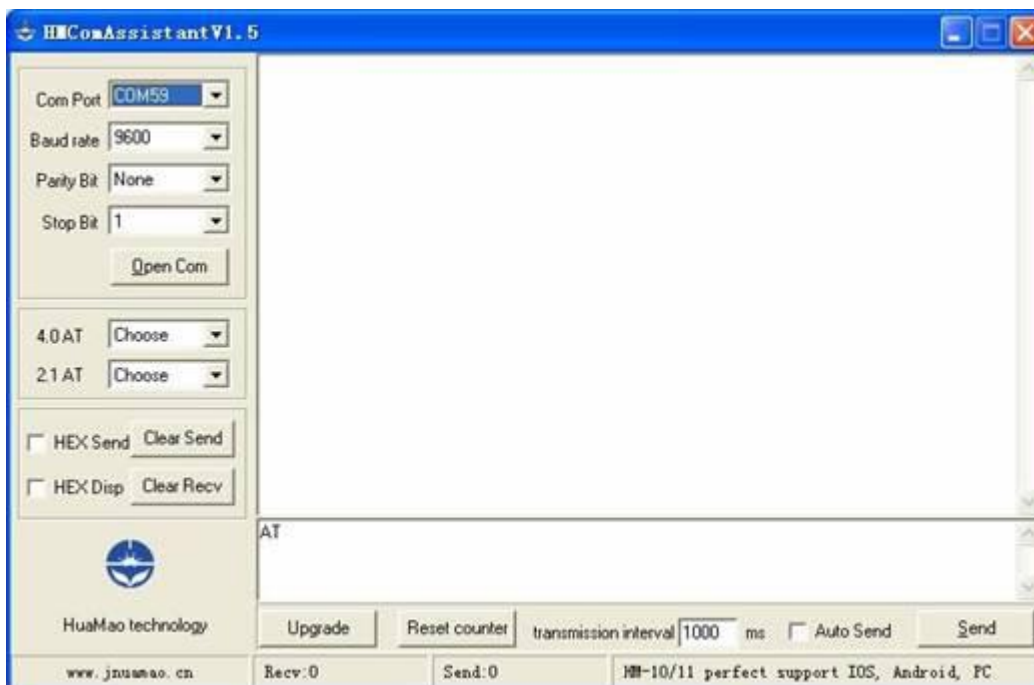 HMComAssistantV1.5
Com Port COM59
Baud rate 9600
Parity Bit None
Stop Bit 1
Open Com
4.0 AT Choose
2.1 AT Choose
HEX Send Clear Send
HEX Disp Clear Recv
HuaMao technology
AT
Upgrade Reset counter transmission interval 1000 ms Auto Send Send
www.jnuamao.cn Recv:0 Send:0 HM-10/11 perfect support IOS, Android, PC